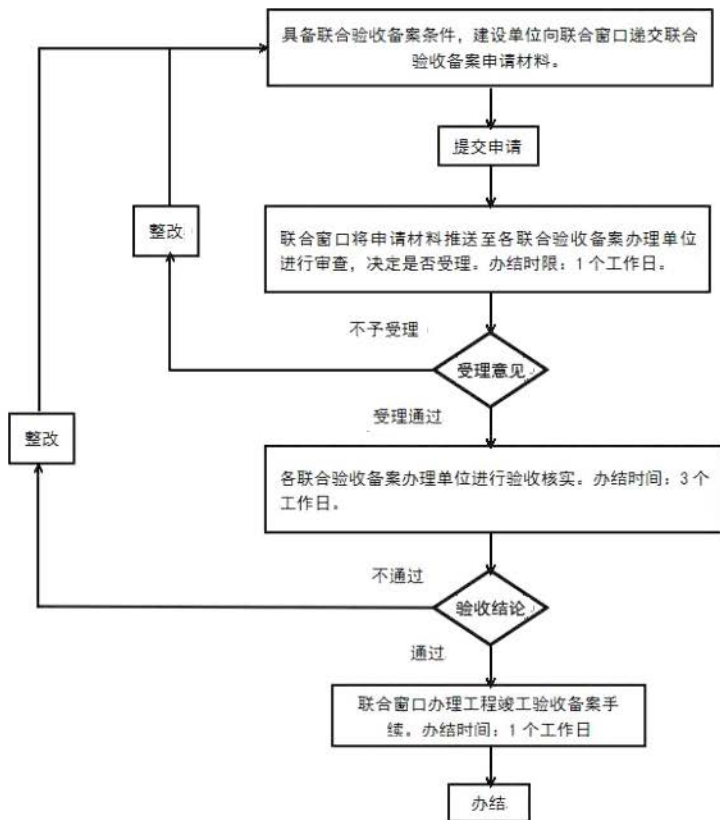 具备联合验收备案条件，建设单位向联合窗口递交联合
验收备案申请材料。
提交申请
整改
联合窗口将申请材料推送至各联合验收备案办理单位
进行审查，决定是否受理。办结时限：1个工作日。
不予受理
受理意见
受理通过
整改
各联合验收备案办理单位进行验收核实。办结时间：3个
工作日。
不通过
验收结论
通过
联合窗口办理工程竣工验收备案手
续。办结时间：1个工作日
办结